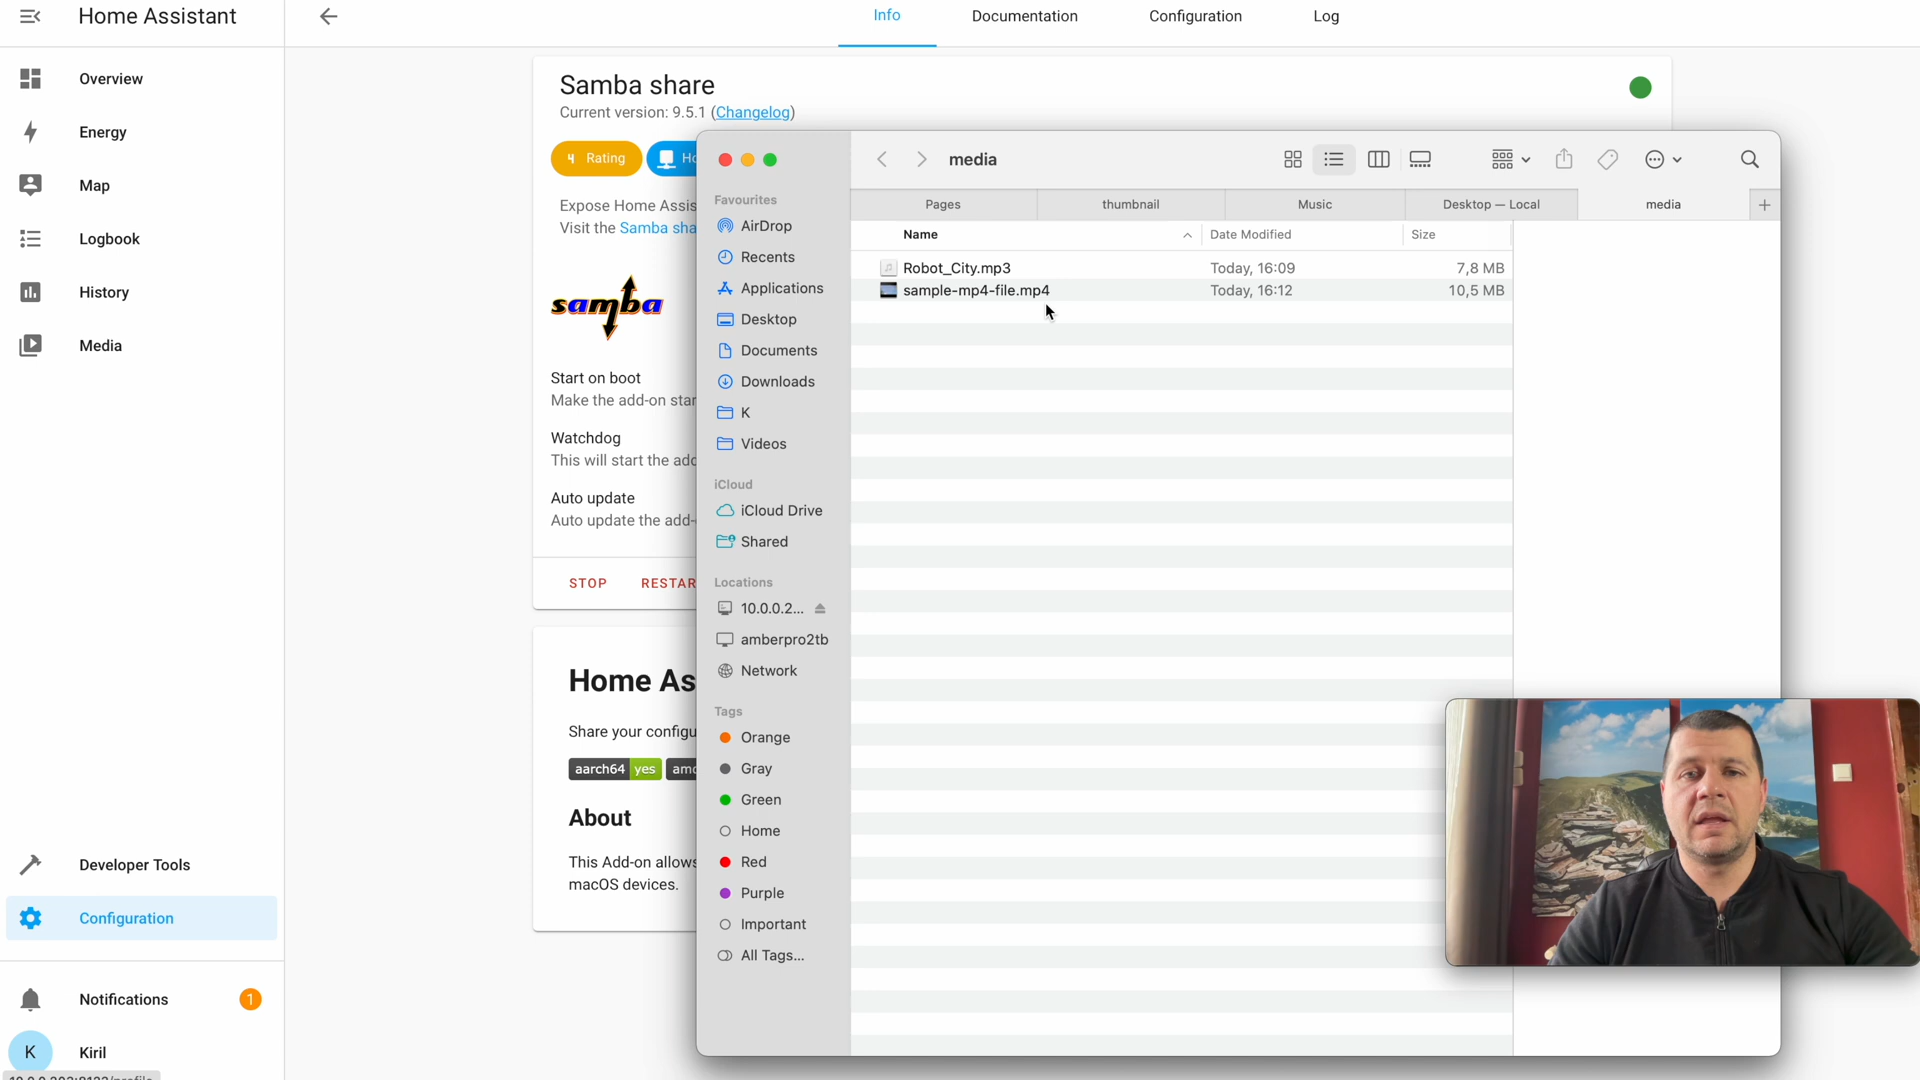 Home Assistant
Info
Documentation
Configuration
Log
Overview
Energy
Map
Logbook
History
Media
Developer Tools
Configuration
Notifications
1
K
Kiril
Samba share
Current version: 9.5.1 (Changelog)
4 Rating
Expose Home Assis
Visit the Samba sha
samba
Start on boot
Make the add-on star
Watchdog
This will start the add
Auto update
Auto update the add-
STOP
RESTAR
Home As
Share your configu
aarch64 yes
About
This Add-on allows
macOS devices.
media
Pages
thumbnail
Music
Desktop — Local
media
Name
Date Modified
Size
Robot_City.mp3
Today, 16:09
7,8 MB
sample-mp4-file.mp4
Today, 16:12
10,5 MB
Favourites
AirDrop
Recents
Applications
Desktop
Documents
Downloads
K
Videos
iCloud
iCloud Drive
Shared
Locations
10.0.0.2...
amberpro2tb
Network
Tags
Orange
Gray
Green
Home
Red
Purple
Important
All Tags...